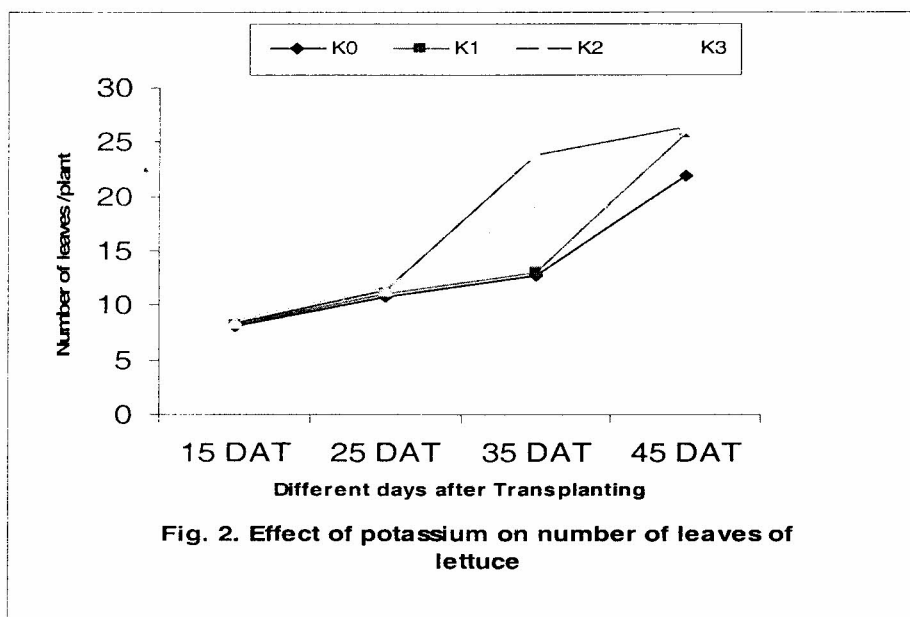 K0 K1 K2 K3
30
25
20
15
10
5
0
Number of leaves /plant
15 DAT 25 DAT 35 DAT 45 DAT
Different days after Transplanting
Fig. 2. Effect of potassium on number of leaves of
lettuce